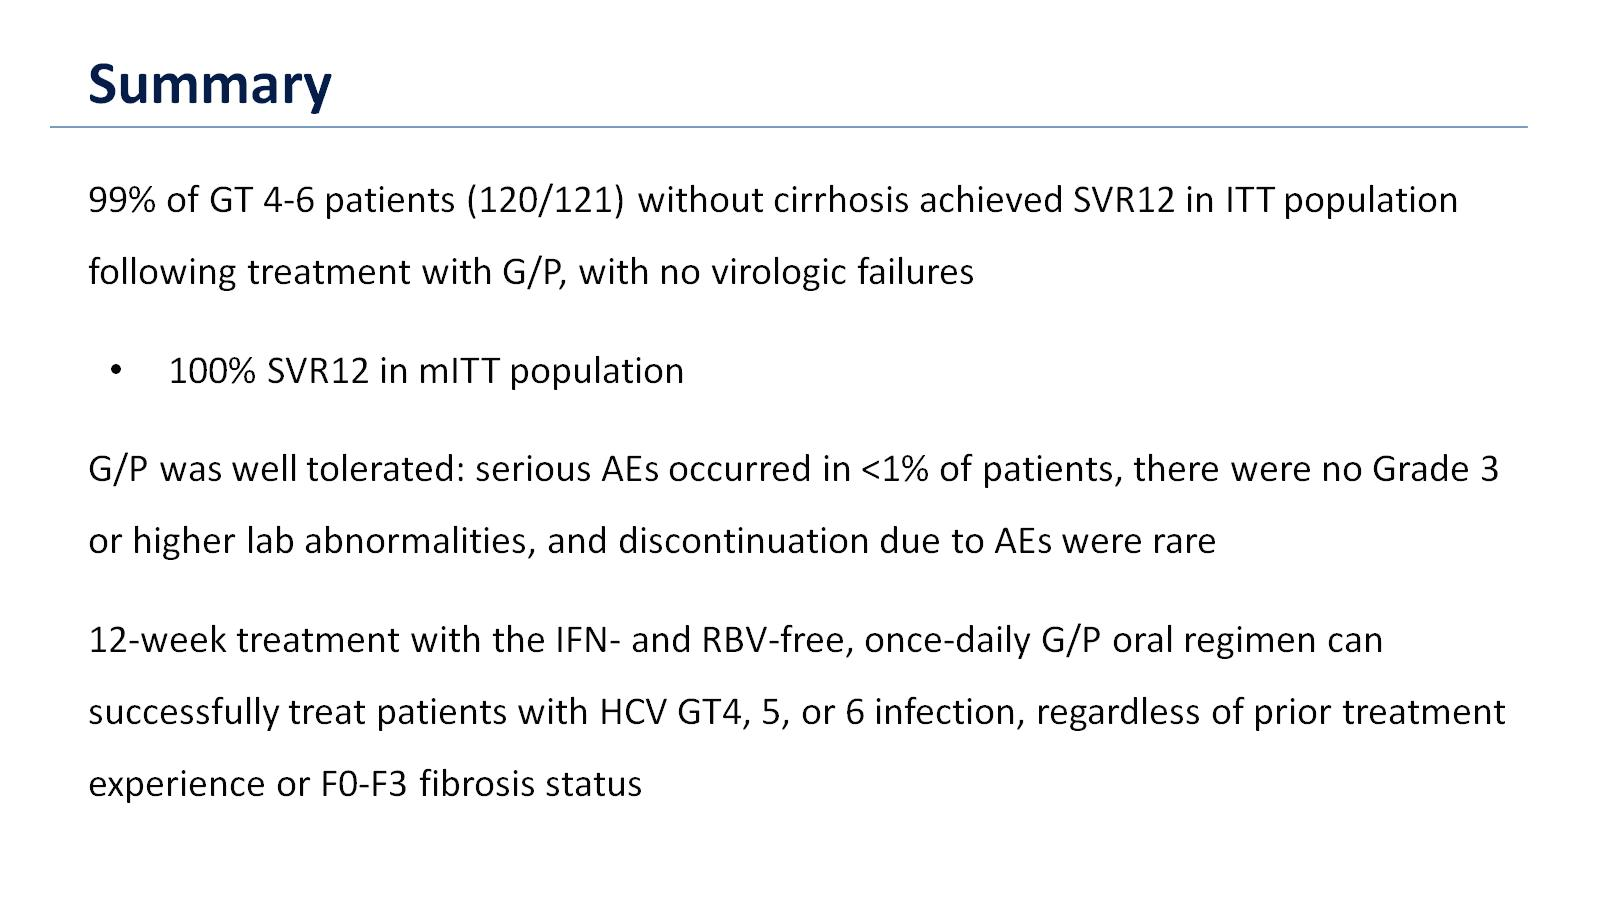 Summary
99% of GT 4-6 patients (120/121) without cirrhosis achieved SVR12 in ITT population
following treatment with G/P, with no virologic failures
• 100% SVR12 in mITT population
G/P was well tolerated: serious AEs occurred in <1% of patients, there were no Grade 3
or higher lab abnormalities, and discontinuation due to AEs were rare
12-week treatment with the IFN- and RBV-free, once-daily G/P oral regimen can
successfully treat patients with HCV GT4, 5, or 6 infection, regardless of prior treatment
experience or F0-F3 fibrosis status